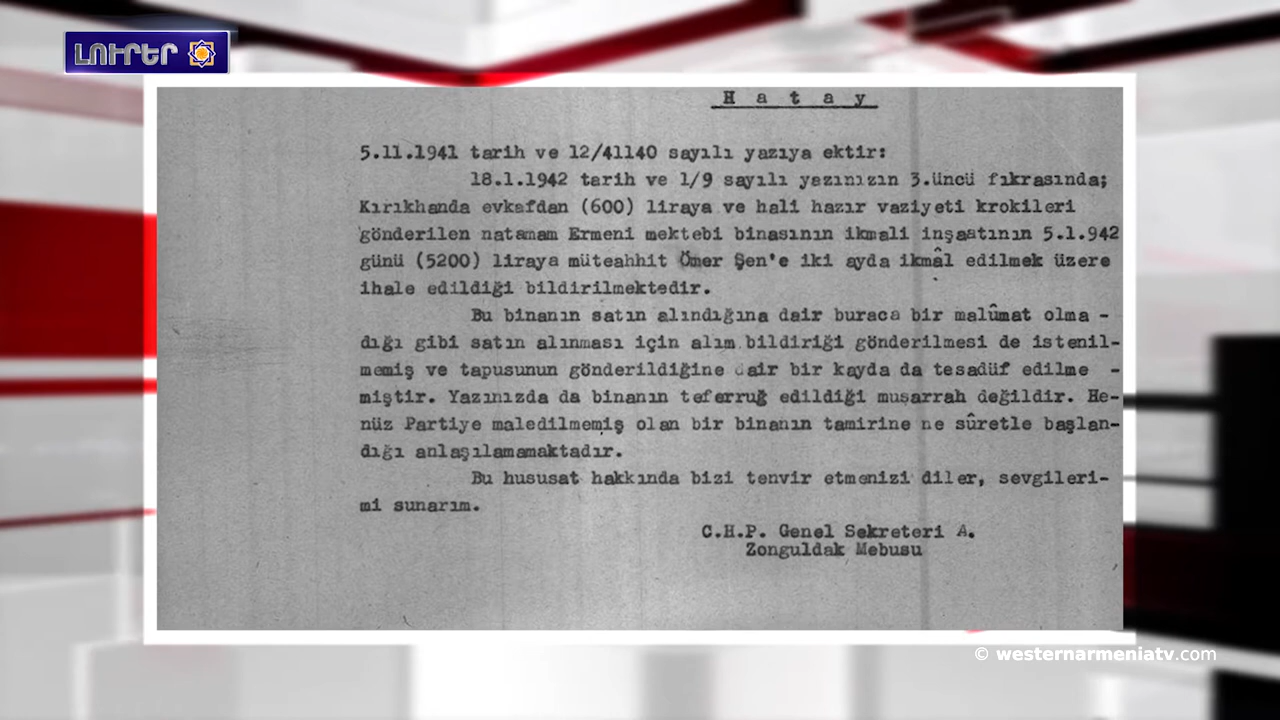 ԼՈՒՐԵՐ
H a t a y
5.11.1941 tarih ve 12/41140 sayılı yazıya ektir:
18.1.1942 tarih ve 1/9 sayılı yazınızın 3.üncü fıkrasında;
Kırıkhanda evkafdan (600) liraya ve hali hazır vaziyeti krokileri
gönderilen natamam Ermeni mektebi binasının ikmali inşaatının 5.1.942
günü (5200) liraya müteahhit Ömer Şen'e iki ayda ikmâl edilmek üzere
ihale edildiği bildirilmektedir.
Bu binanın satın alındığına dair buraca bir malûmat olma -
dığı gibi satın alınması için alım bildiriği gönderilmesi de istenil-
memiş ve tapusunun gönderildiğine dair bir kayda da tesadüf edilme -
miştir. Yazınızda da binanın teferruğ edildiği musarrah değildir. He-
nüz Partiye maledilmemiş olan bir binanın tamirine ne sûretle başlan-
dığı anlaşılamamaktadır.
Bu hususat hakkında bizi tenvir etmenizi diler, sevgileri-
mi sunarım.
C.H.P. Genel Sekreteri A.
Zonguldak Mebusu
© westernarmeniatv.com